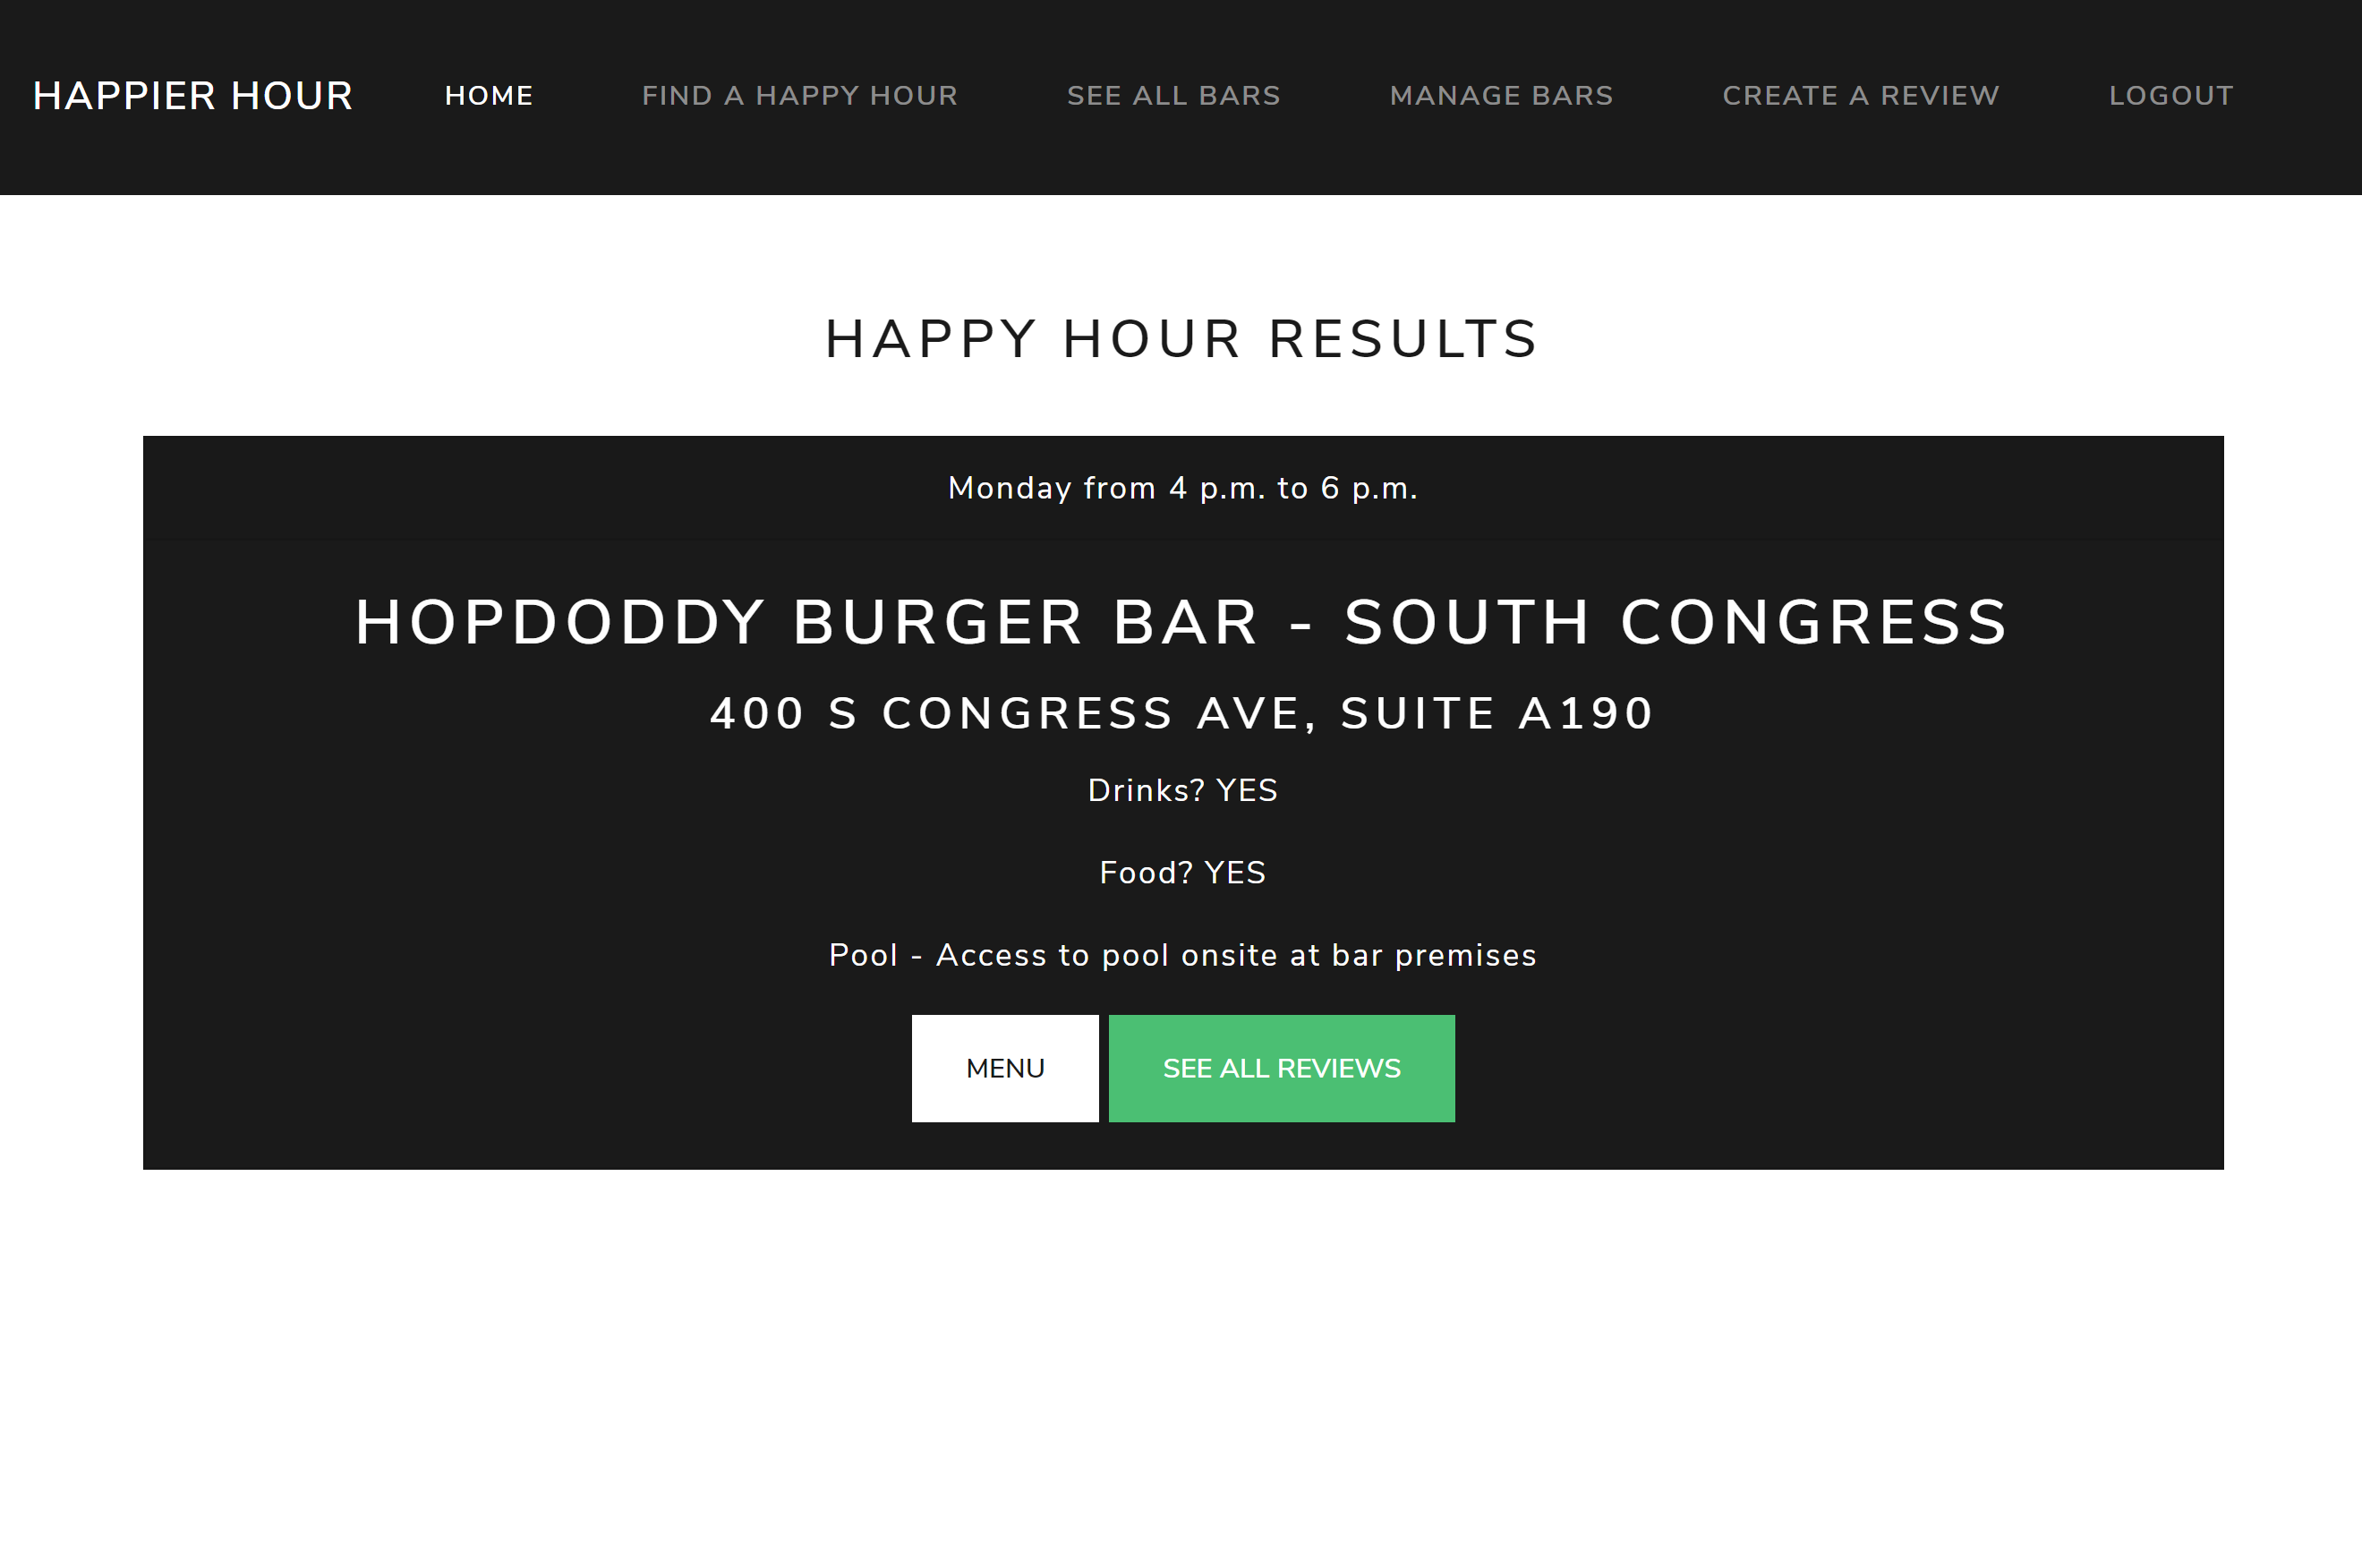 HAPPIER HOUR HOME FIND A HAPPY HOUR SEE ALL BARS MANAGE BARS CREATE A REVIEW LOGOUT
HAPPY HOUR RESULTS
Monday from 4 p.m. to 6 p.m.
HOPDODDY BURGER BAR - SOUTH CONGRESS
400 S CONGRESS AVE, SUITE A190
Drinks? YES
Food? YES
Pool - Access to pool onsite at bar premises
MENU SEE ALL REVIEWS